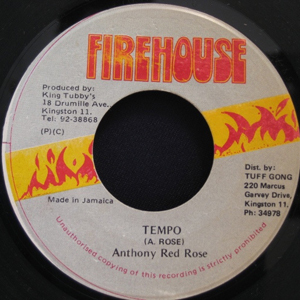 FIREHOUSE
Produced by:
King Tubby's
18 Drumille Ave.
Kingston 11.
Tel: 92-38868
(P)(C)
Dist. by:
TUFF GONG
220 Marcus
Garvey Drive,
Kingston 11.
Ph: 34978
Made in Jamaica
TEMPO
(A. ROSE)
Anthony Red Rose
Unauthorised copying of this recording is strictly prohibited